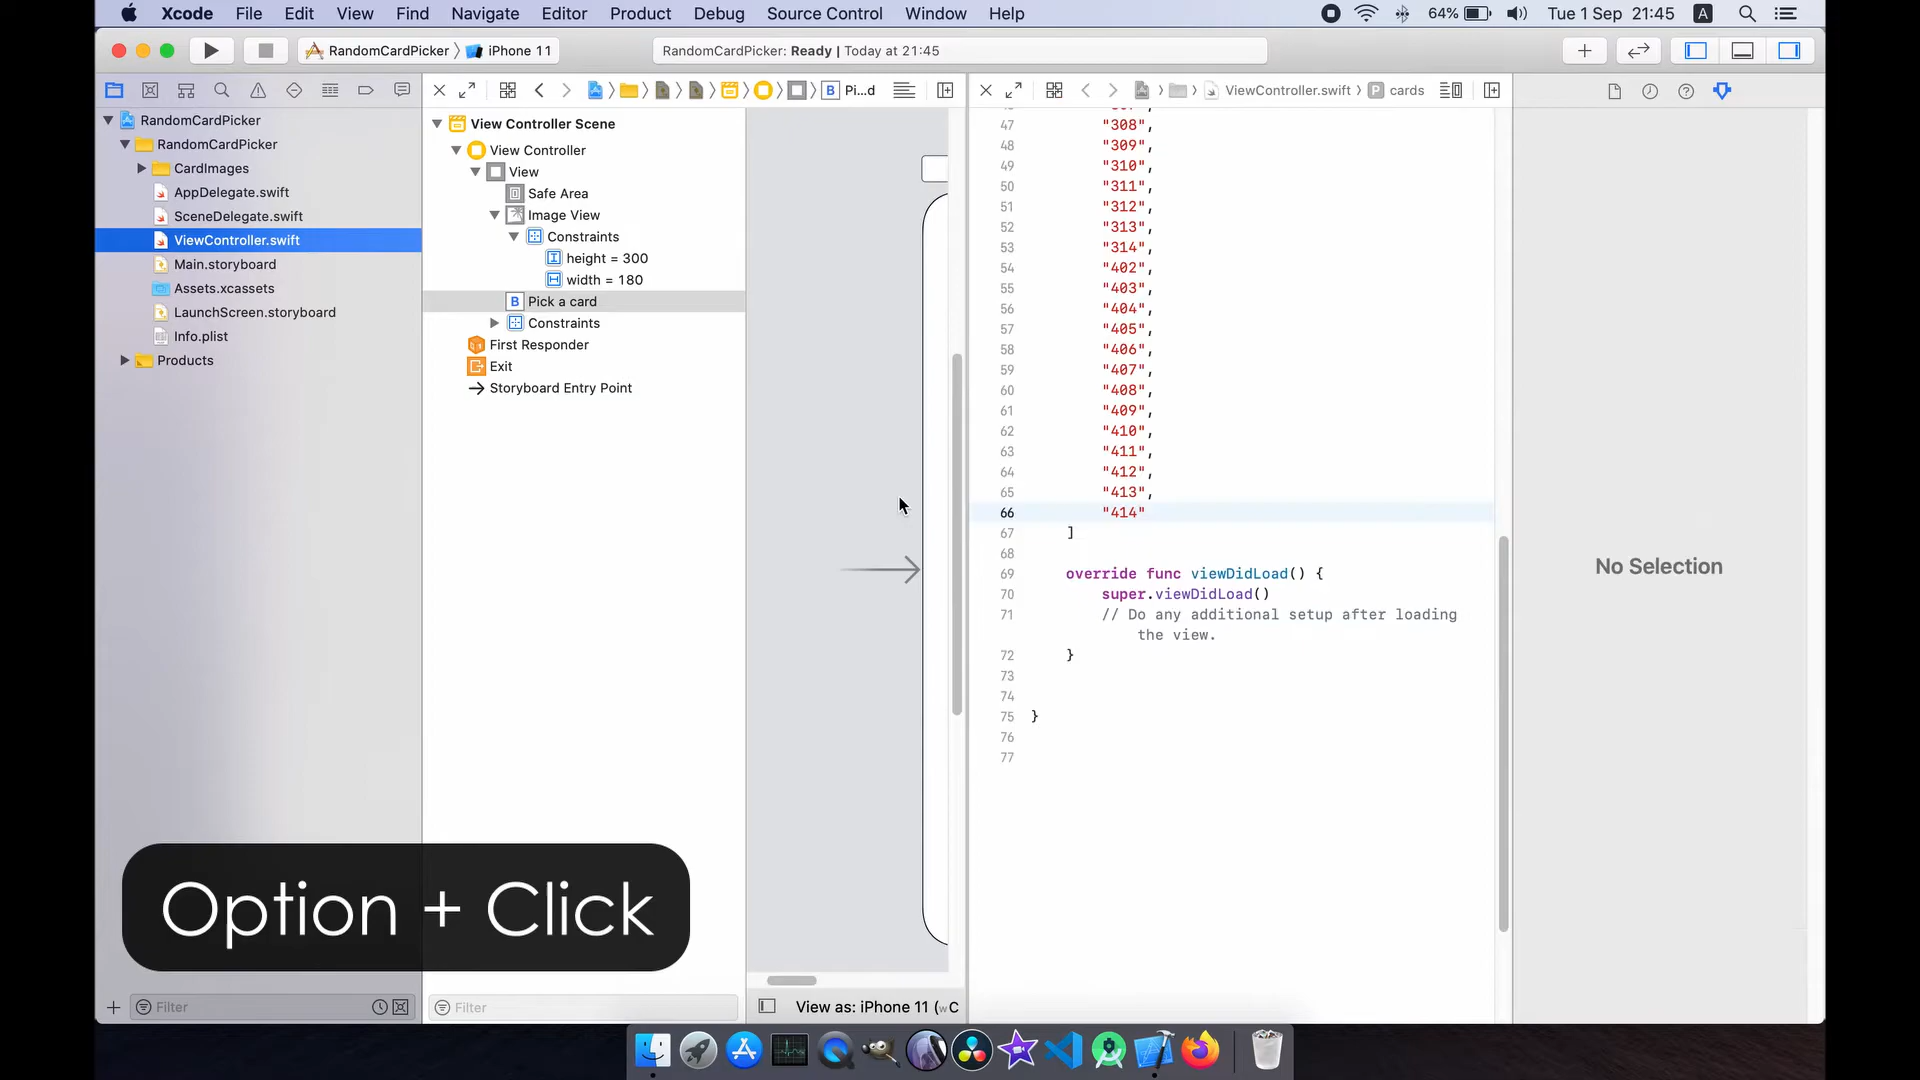 Xcode File Edit View Find Navigate Editor Product Debug Source Control Window Help 64% Tue 1 Sep 21:45 A
RandomCardPicker iPhone 11 RandomCardPicker: Ready | Today at 21:45
B Pi...d
ViewController.swift cards
RandomCardPicker
RandomCardPicker
CardImages
AppDelegate.swift
SceneDelegate.swift
ViewController.swift
Main.storyboard
Assets.xcassets
LaunchScreen.storyboard
Info.plist
Products
View Controller Scene
View Controller
View
Safe Area
Image View
Constraints
height = 300
width = 180
B Pick a card
Constraints
First Responder
Exit
Storyboard Entry Point
47 "308",
48 "309",
49 "310",
50 "311",
51 "312",
52 "313",
53 "314",
54 "402",
55 "403",
56 "404",
57 "405",
58 "406",
59 "407",
60 "408",
61 "409",
62 "410",
63 "411",
64 "412",
65 "413",
66 "414"
67 ]
68
69 override func viewDidLoad() {
70 super.viewDidLoad()
71 // Do any additional setup after loading
the view.
72 }
73
74
75 }
76
77
No Selection
Option + Click
Filter
Filter
View as: iPhone 11 (wC